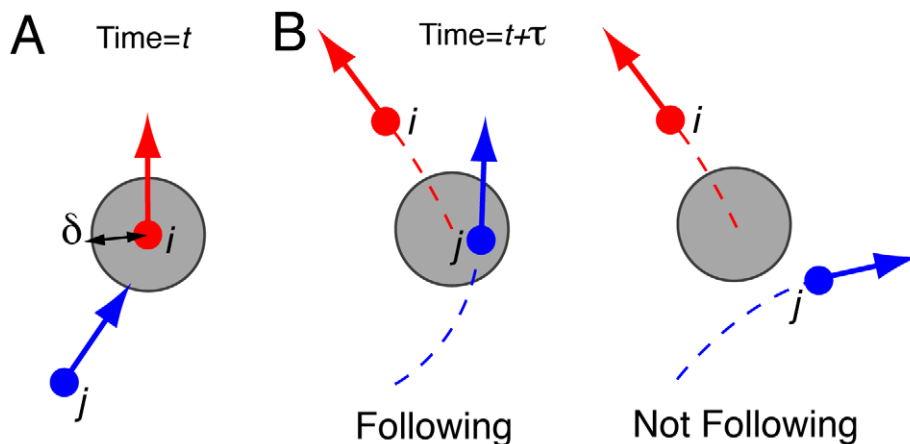 A
Time=t
B
Time=t+τ
i
i
δ
i
j
j
j
Following
Not Following